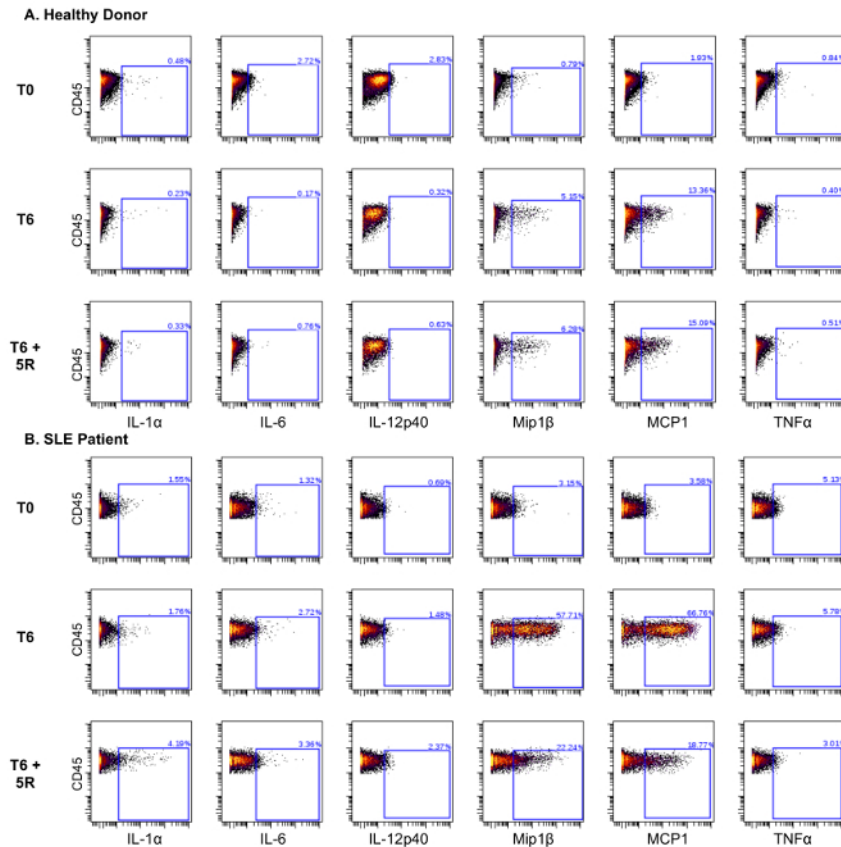 A. Healthy Donor
T0
CD45
0.48%
2.72%
2.83%
0.79%
1.93%
0.84%
T6
CD45
0.23%
0.17%
0.32%
5.15%
13.36%
0.40%
T6 +
5R
CD45
0.33%
0.76%
0.63%
6.28%
15.09%
0.51%
IL-1α
IL-6
IL-12p40
Mip1β
MCP1
TNFα
B. SLE Patient
T0
CD45
1.55%
1.32%
0.69%
3.15%
3.58%
5.13%
T6
CD45
1.76%
2.72%
1.48%
57.71%
66.76%
5.79%
T6 +
5R
CD45
4.19%
3.36%
2.37%
22.24%
18.77%
3.01%
IL-1α
IL-6
IL-12p40
Mip1β
MCP1
TNFα